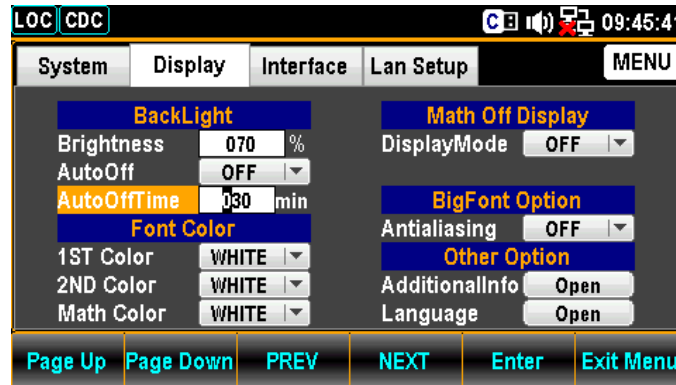 LOC CDC C 09:45:41
System Display Interface Lan Setup MENU
BackLight
Brightness 070 %
AutoOff OFF
AutoOffTime 030 min
Font Color
1ST Color WHITE
2ND Color WHITE
Math Color WHITE
Math Off Display
DisplayMode OFF
BigFont Option
Antialiasing OFF
Other Option
AdditionalInfo Open
Language Open
Page Up Page Down PREV NEXT Enter Exit Menu